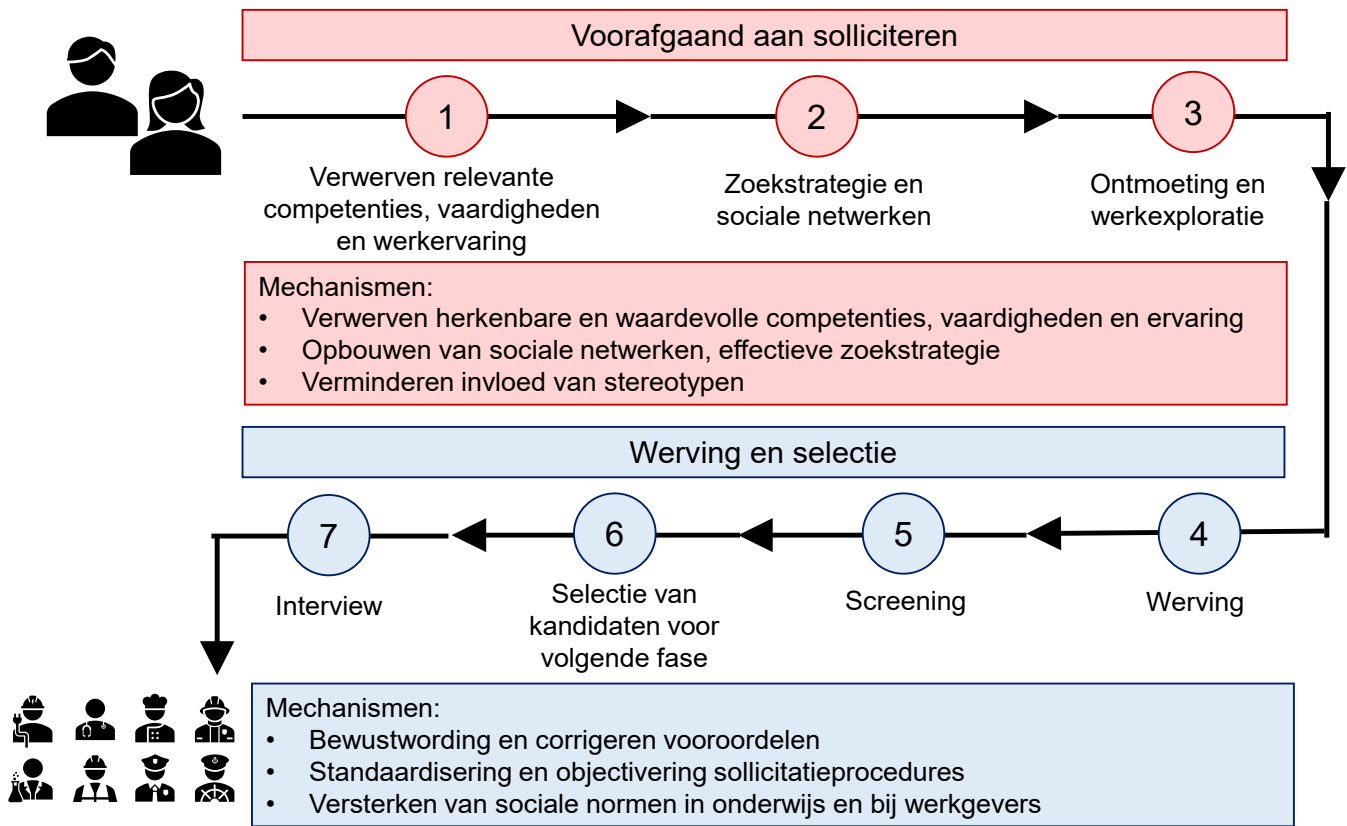 Voorafgaand aan solliciteren
1
2
3
Verwerven relevante
competenties, vaardigheden
en werkervaring
Zoekstrategie en
sociale netwerken
Ontmoeting en
werkexploratie
Mechanismen:
• Verwerven herkenbare en waardevolle competenties, vaardigheden en ervaring
• Opbouwen van sociale netwerken, effectieve zoekstrategie
• Verminderen invloed van stereotypen
Werving en selectie
7
6
5
4
Interview
Selectie van
kandidaten voor
volgende fase
Screening
Werving
Mechanismen:
• Bewustwording en corrigeren vooroordelen
• Standaardisering en objectivering sollicitatieprocedures
• Versterken van sociale normen in onderwijs en bij werkgevers